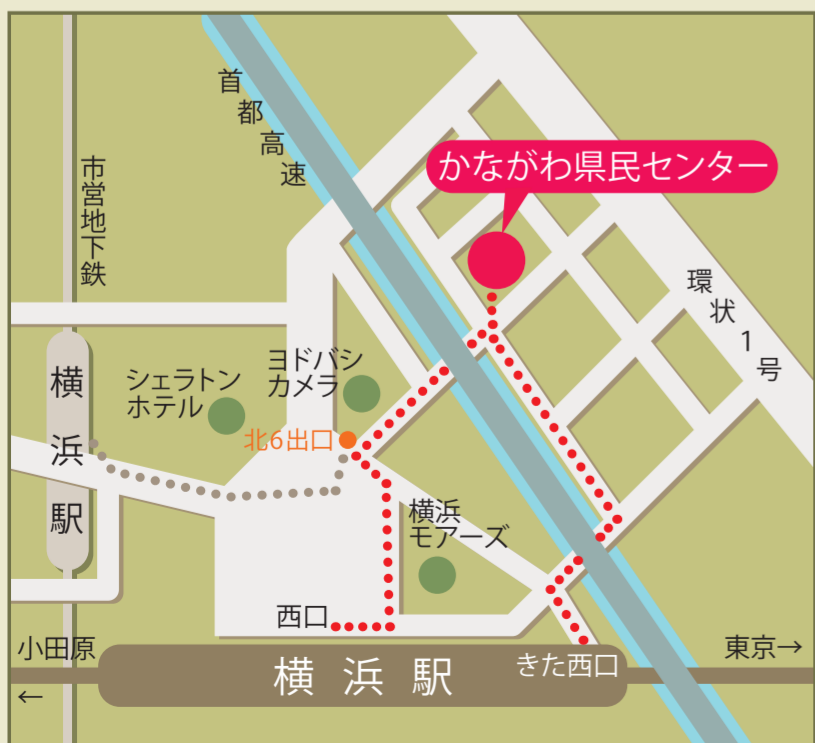 首都高速
市営地下鉄
かながわ県民センター
環状1号
ヨドバシ
カメラ
シェラトン
ホテル
横浜駅
北6出口
横浜
モアーズ
西口
小田原
←
横浜駅
きた西口
東京→